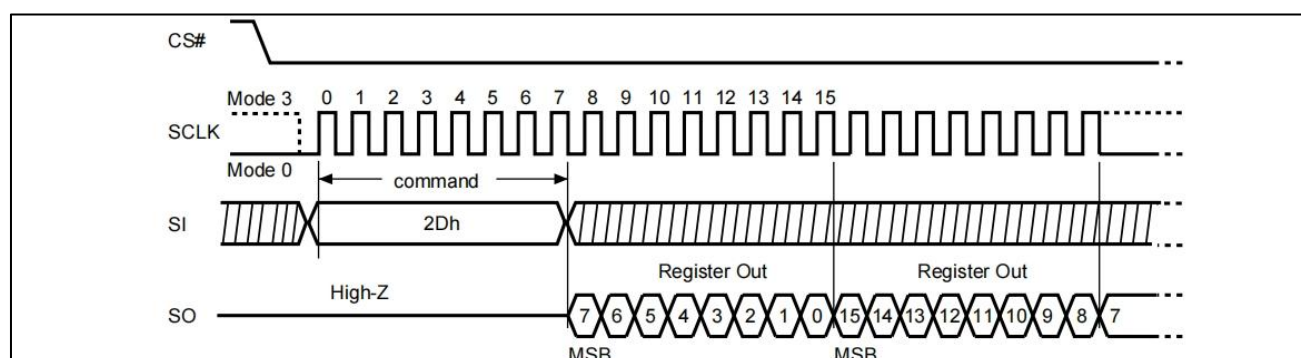 CS#
Mode 3 0 1 2 3 4 5 6 7 8 9 10 11 12 13 14 15
SCLK
Mode 0
command
SI 2Dh
Register Out Register Out
High-Z
SO 7 6 5 4 3 2 1 0 15 14 13 12 11 10 9 8 7
MSB MSB